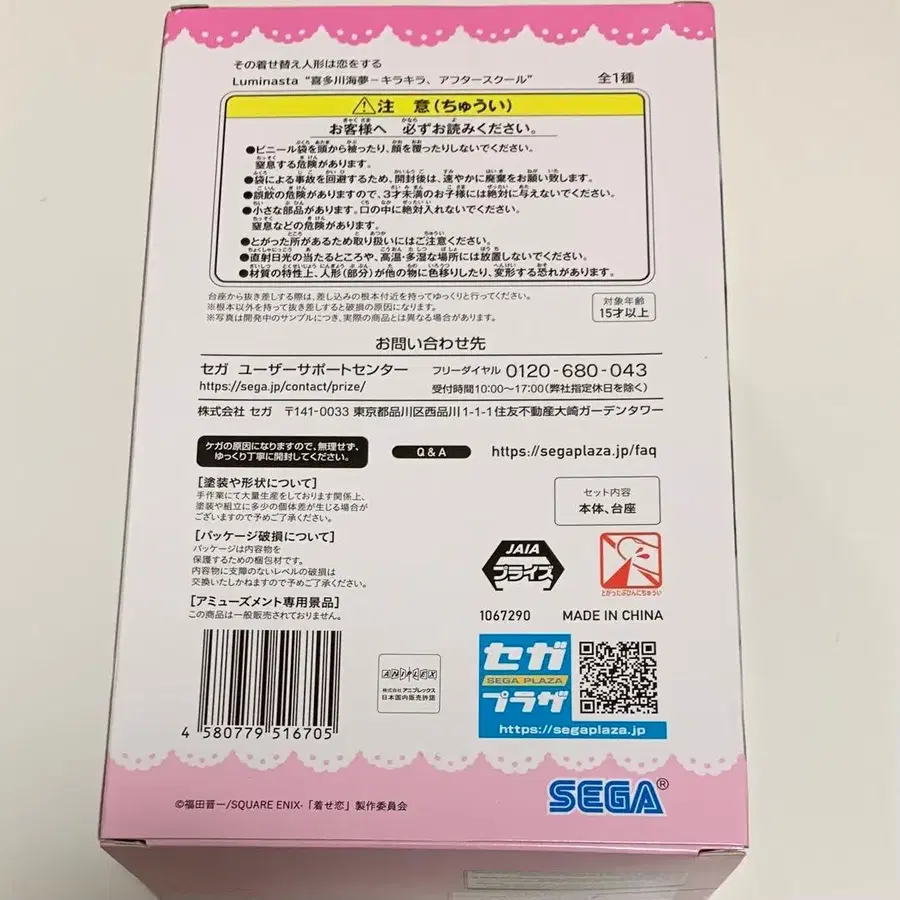 その着せ替え人形は恋をする
Luminasta “喜多川海夢－キラキラ、アフタースクール” 全1種
⚠注 意(ちゅうい)
お客様へ 必ずお読みください。
●ビニール袋を頭から被ったり、顔を覆ったりしないでください。
窒息する危険があります。
●袋による事故を回避するため、開封後は、速やかに廃棄をお願い致します。
●誤飲の危険がありますので、3才未満のお子様には絶対に与えないでください。
●小さな部品があります。口の中に絶対入れないでください。
窒息などの危険があります。
●とがった所があるため取り扱いにはご注意ください。
●直射日光の当たるところや、高温・多湿な場所には放置しないでください。
●材質の特性上、人形(部分)が他の物に色移りしたり、変形する恐れがあります。
台座から抜き差しする際は、差し込みの根本付近を持ってゆっくりと行ってください。
※根本以外を持って抜き差しすると破損の原因になります。
※写真は開発中のサンプルにつき、実際の商品とは異なる場合があります。
対象年齢
15才以上
お問い合わせ先
セガ ユーザーサポートセンター フリーダイヤル 0120-680-043
https://sega.jp/contact/prize/ 受付時間10:00～17:00(弊社指定休日を除く)
株式会社 セガ 〒141-0033 東京都品川区西品川1-1-1住友不動産大崎ガーデンタワー
ケガの原因になりますので、無理せず、
ゆっくり丁寧に開封してください。
Q & A https://segaplaza.jp/faq
[塗装や形状について]
手作業にて大量生産をしております関係上、
塗装や組立に多少の個体差が生じる場合が
ございますので予めご了承ください。
セット内容
本体、台座
[パッケージ破損について]
パッケージは内容物を
保護するための梱包材です。
内容物に支障のないレベルの破損は
交換いたしかねますので予めご了承ください。
JAIA
プライズ
とがったぶひんにちゅうい
[アミューズメント専用景品]
この商品は一般販売されておりません。
1067290 MADE IN CHINA
4 580779 516705
ANIPLEX
株式会社 アニプレックス
日本国内販売許諾
セガ
SEGA PLAZA
プラザ
https://segaplaza.jp
©福田晋一/SQUARE ENIX・「着せ恋」製作委員会
SEGA®